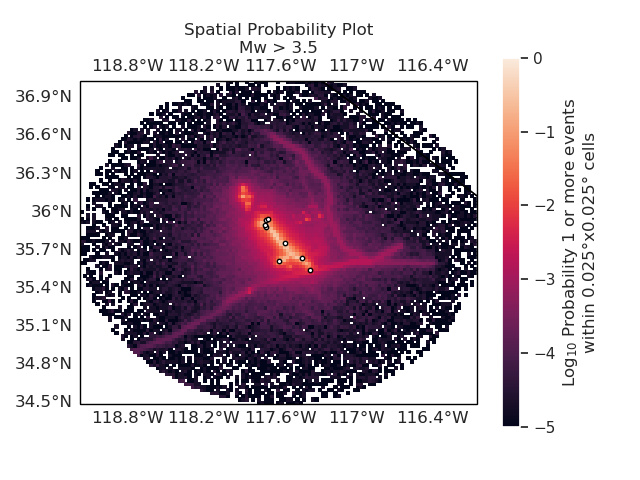 Spatial Probability Plot
Mw > 3.5
118.8°W 118.2°W 117.6°W 117°W 116.4°W
36.9°N
36.6°N
36.3°N
36°N
35.7°N
35.4°N
35.1°N
34.8°N
34.5°N
118.8°W 118.2°W 117.6°W 117°W 116.4°W
0
−1
−2
−3
−4
−5
Log₁₀ Probability 1 or more events
within 0.025°x0.025° cells